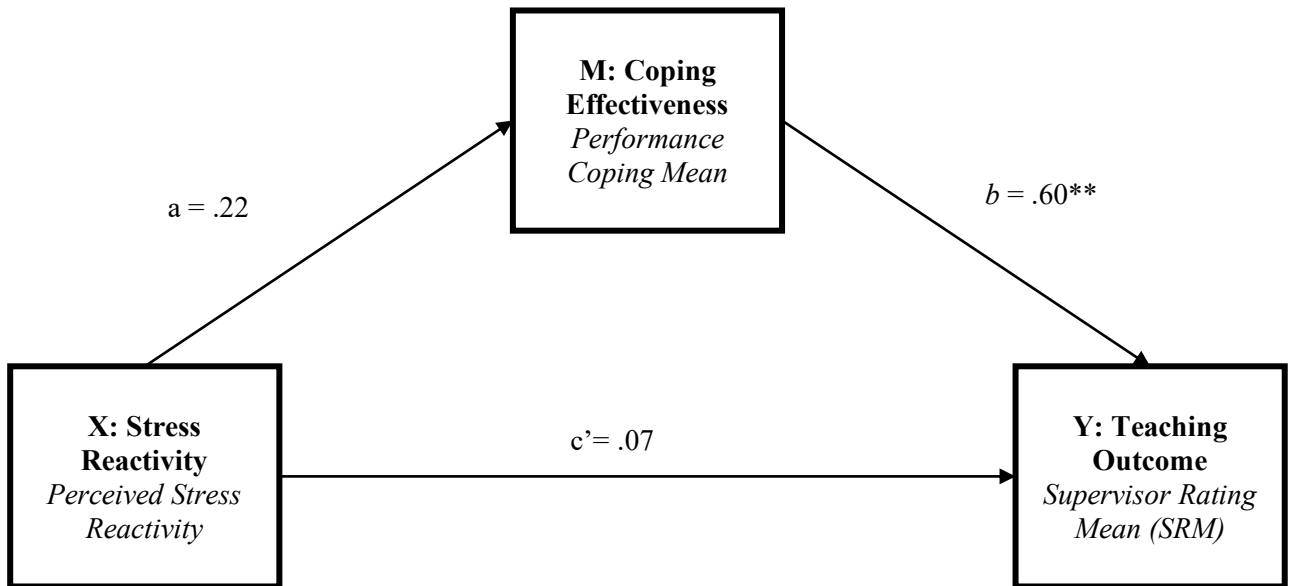 M: Coping
Effectiveness
Performance
Coping Mean
a = .22
b = .60**
X: Stress
Reactivity
Perceived Stress
Reactivity
c’= .07
Y: Teaching
Outcome
Supervisor Rating
Mean (SRM)